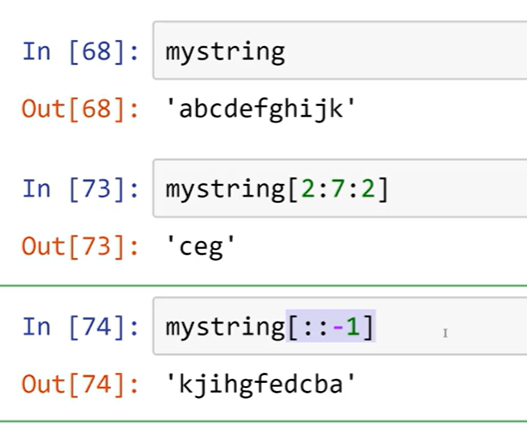 In [68]: mystring
Out[68]: 'abcdefghijk'
In [73]: mystring[2:7:2]
Out[73]: 'ceg'
In [74]: mystring[::-1]
Out[74]: 'kjihgfedcba'